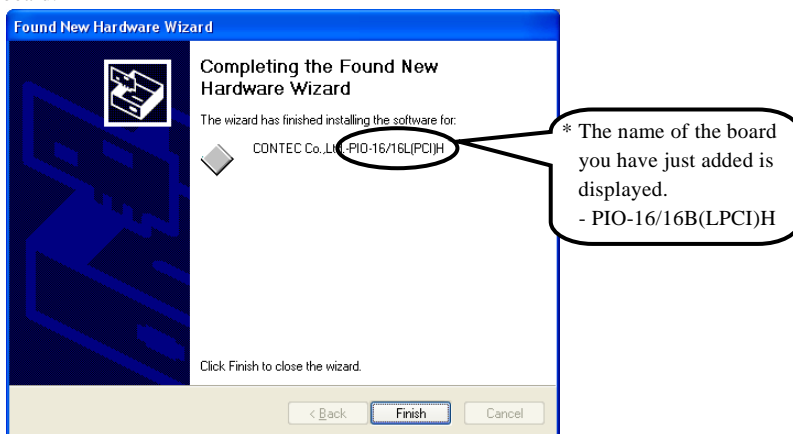 Found New Hardware Wizard
Completing the Found New
Hardware Wizard
The wizard has finished installing the software for:
CONTEC Co.,Ltd.-PIO-16/16L(PCI)H
* The name of the board
you have just added is
displayed.
- PIO-16/16B(LPCI)H
Click Finish to close the wizard.
< Back
Finish
Cancel